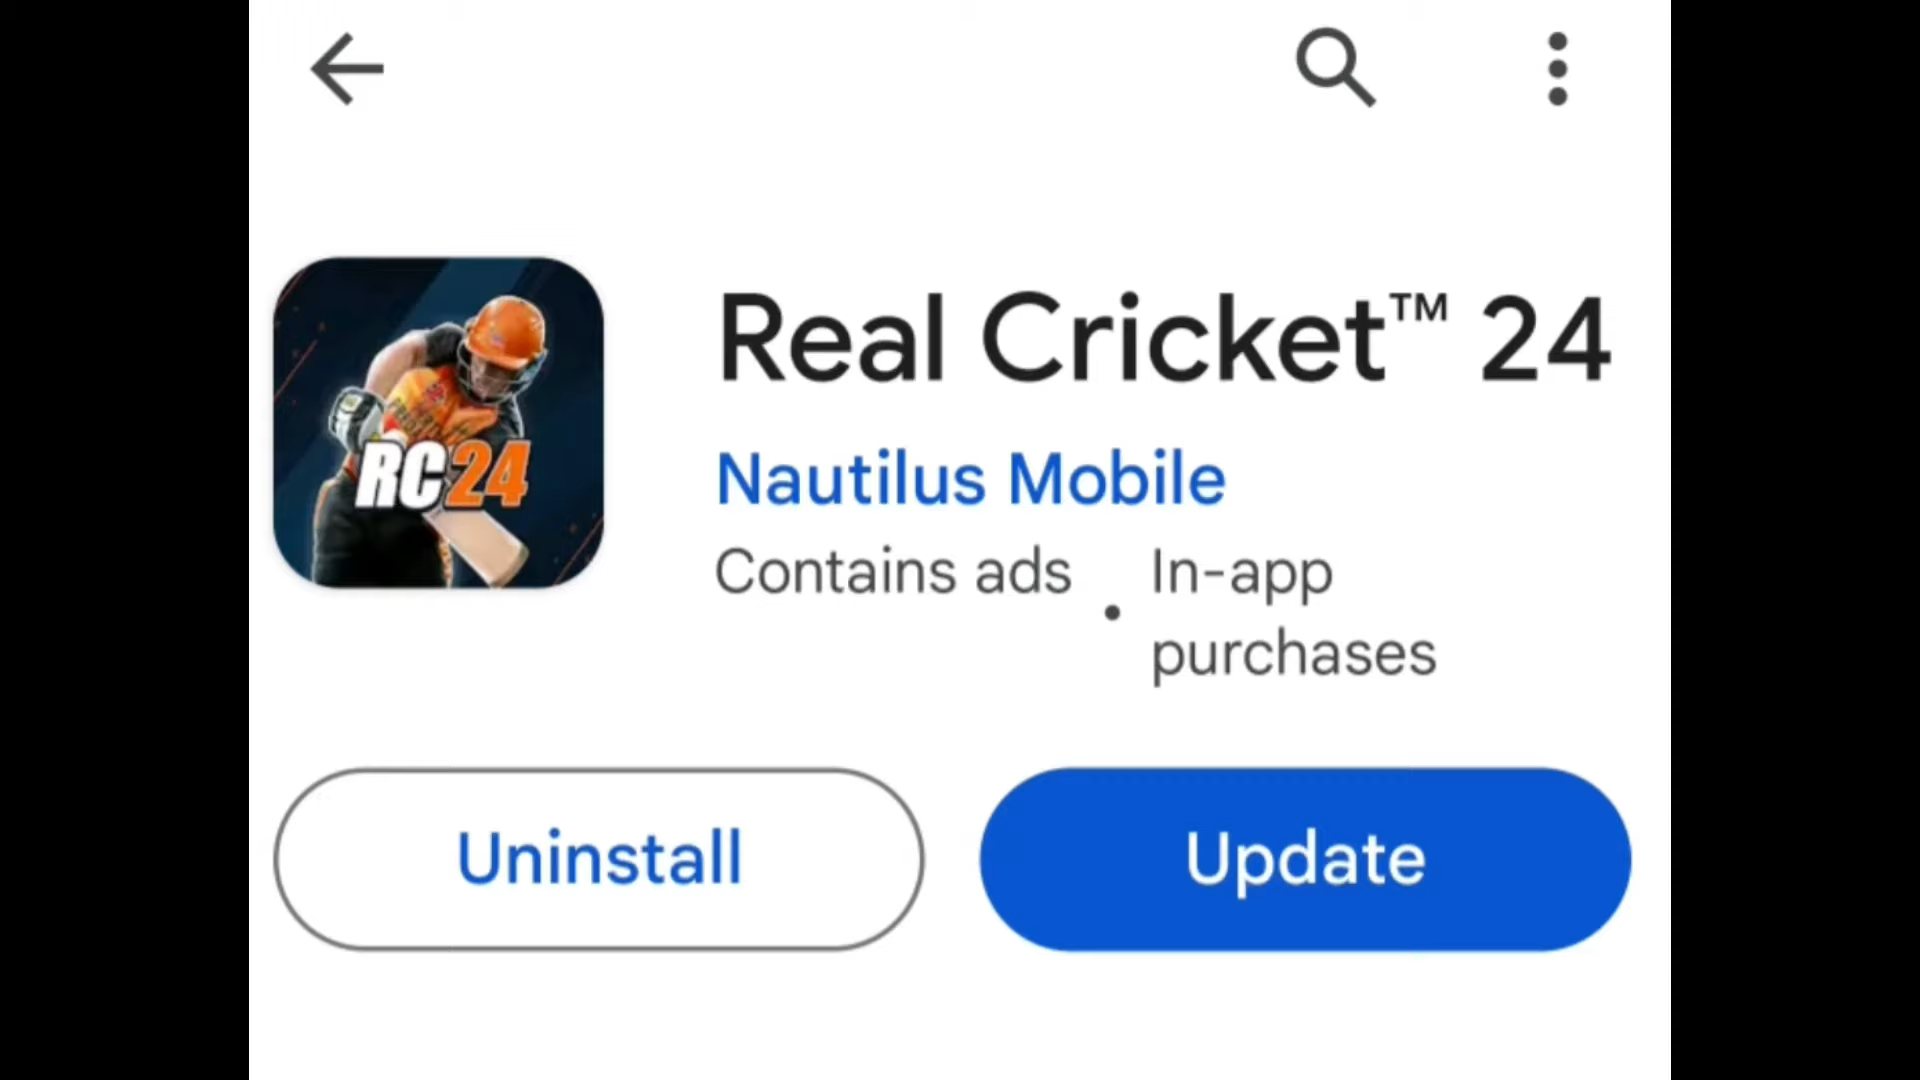 Real Cricket™ 24
RC24
Nautilus Mobile
Contains ads • In-app
purchases
Uninstall
Update